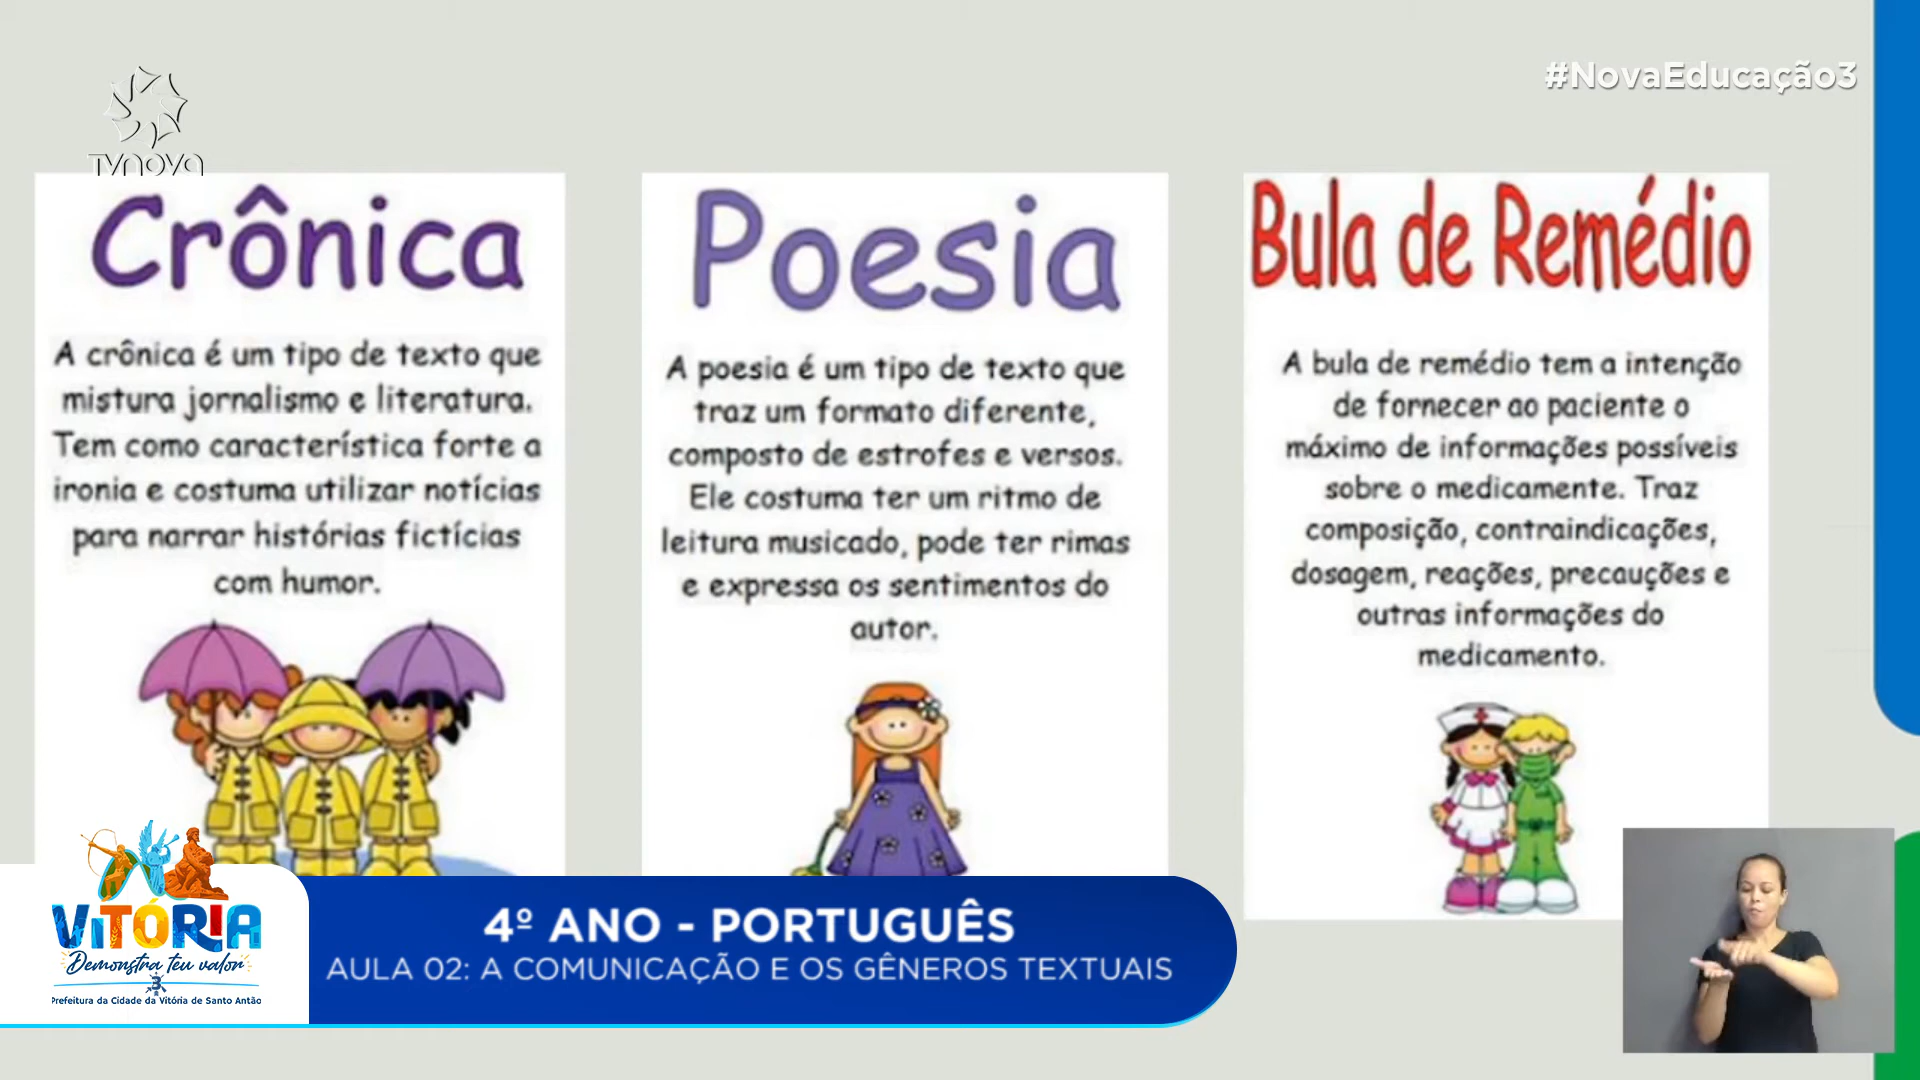 #NovaEducação3
TVNOVA
Crônica
A crônica é um tipo de texto que
mistura jornalismo e literatura.
Tem como característica forte a
ironia e costuma utilizar notícias
para narrar histórias fictícias
com humor.
Poesia
A poesia é um tipo de texto que
traz um formato diferente,
composto de estrofes e versos.
Ele costuma ter um ritmo de
leitura musicado, pode ter rimas
e expressa os sentimentos do
autor.
Bula de Remédio
A bula de remédio tem a intenção
de fornecer ao paciente o
máximo de informações possíveis
sobre o medicamente. Traz
composição, contraindicações,
dosagem, reações, precauções e
outras informações do
medicamento.
VITÓRIA
Demonstra teu valor
3
Prefeitura da Cidade da Vitória de Santo Antão
4º ANO - PORTUGUÊS
AULA 02: A COMUNICAÇÃO E OS GÊNEROS TEXTUAIS